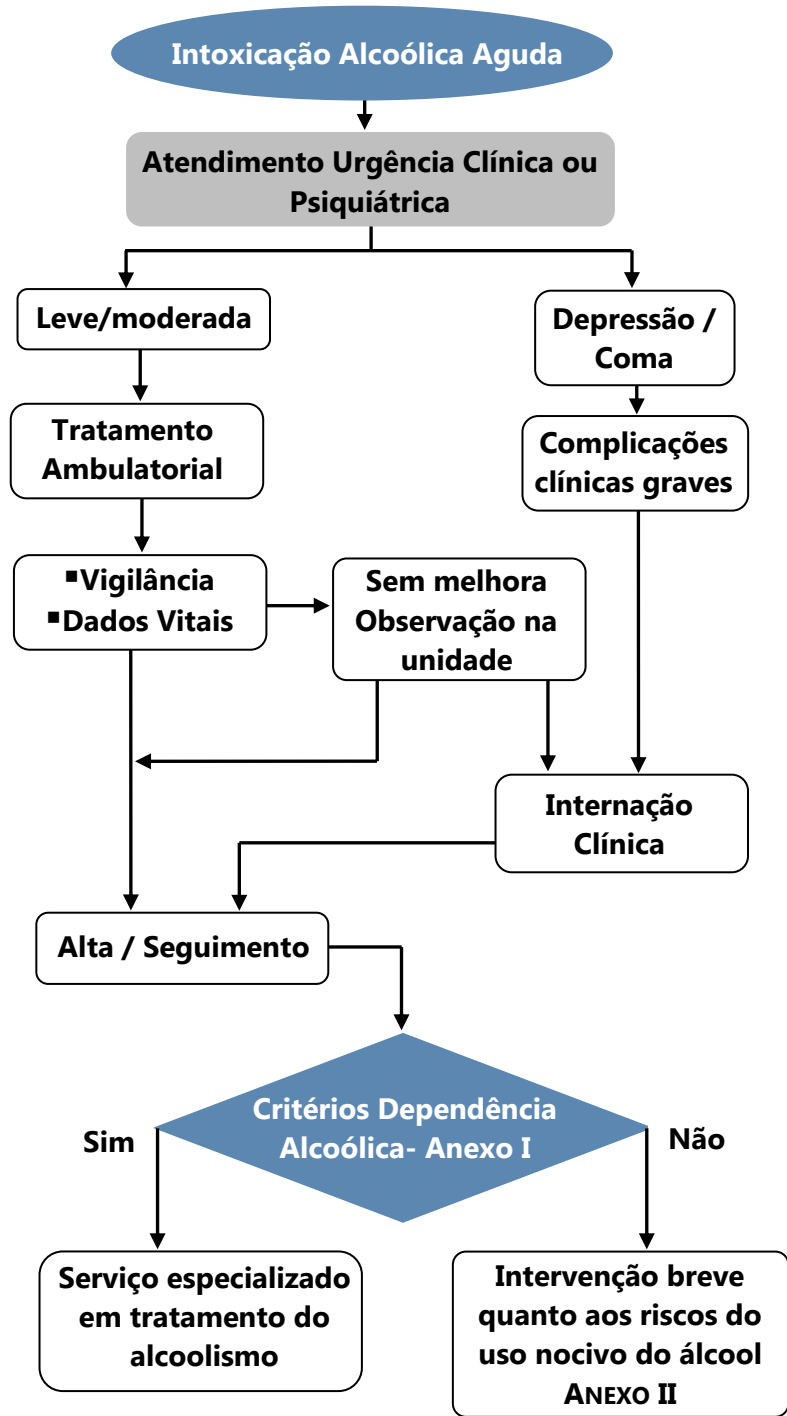 Intoxicação Alcoólica Aguda
Atendimento Urgência Clínica ou
Psiquiátrica
Leve/moderada
Depressão /
Coma
Tratamento
Ambulatorial
Complicações
clínicas graves
▪Vigilância
▪Dados Vitais
Sem melhora
Observação na
unidade
Internação
Clínica
Alta / Seguimento
Critérios Dependência
Alcoólica- Anexo I
Sim
Não
Serviço especializado
em tratamento do
alcoolismo
Intervenção breve
quanto aos riscos do
uso nocivo do álcool
ANEXO II